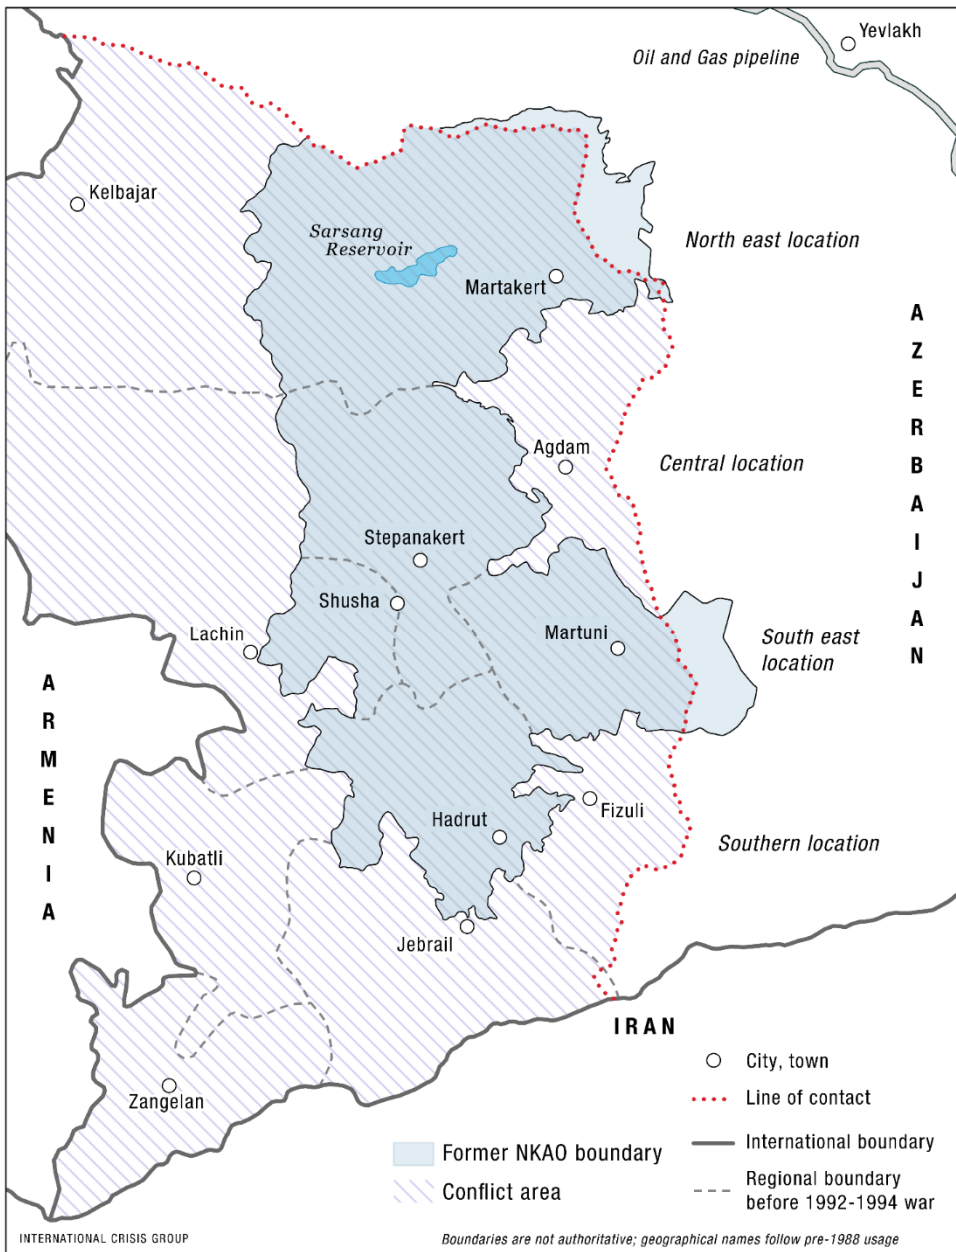 Yevlakh
Oil and Gas pipeline
Kelbajar
Sarsang
Reservoir
North east location
Martakert
AZERBAIJAN
Agdam
Central location
Stepanakert
Shusha
Lachin
Martuni
South east
location
ARMENIA
Fizuli
Hadrut
Southern location
Kubatli
Jebrail
IRAN
Zangelan
City, town
Line of contact
Former NKAO boundary
International boundary
Conflict area
Regional boundary
before 1992-1994 war
INTERNATIONAL CRISIS GROUP
Boundaries are not authoritative; geographical names follow pre-1988 usage